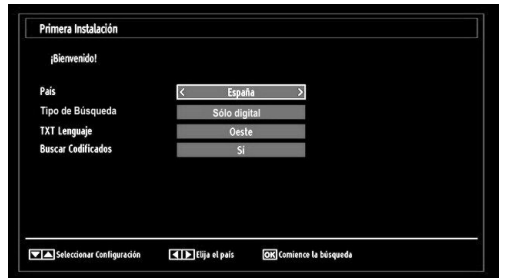 Primera Instalación
¡Bienvenido!
País < España >
Tipo de Búsqueda Sólo digital
TXT Lenguaje Oeste
Buscar Codificados Sí
Seleccionar Configuración Elija el país OK Comience la búsqueda